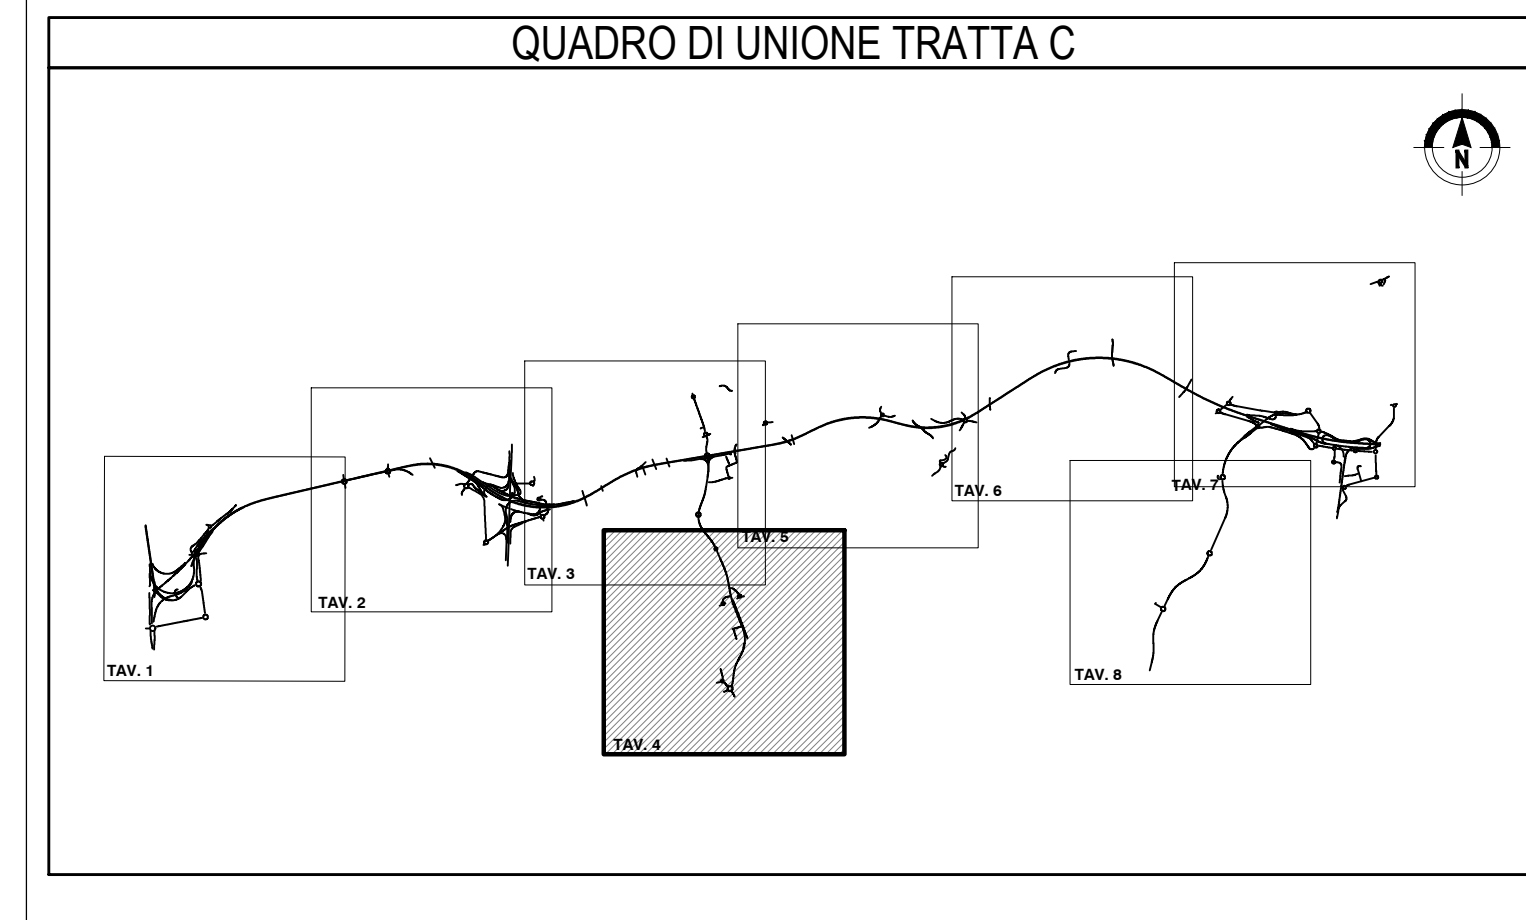 QUADRO DI UNIONE TRATTA C
N
TAV. 1
TAV. 2
TAV. 3
TAV. 4
TAV. 5
TAV. 6
TAV. 7
TAV. 8